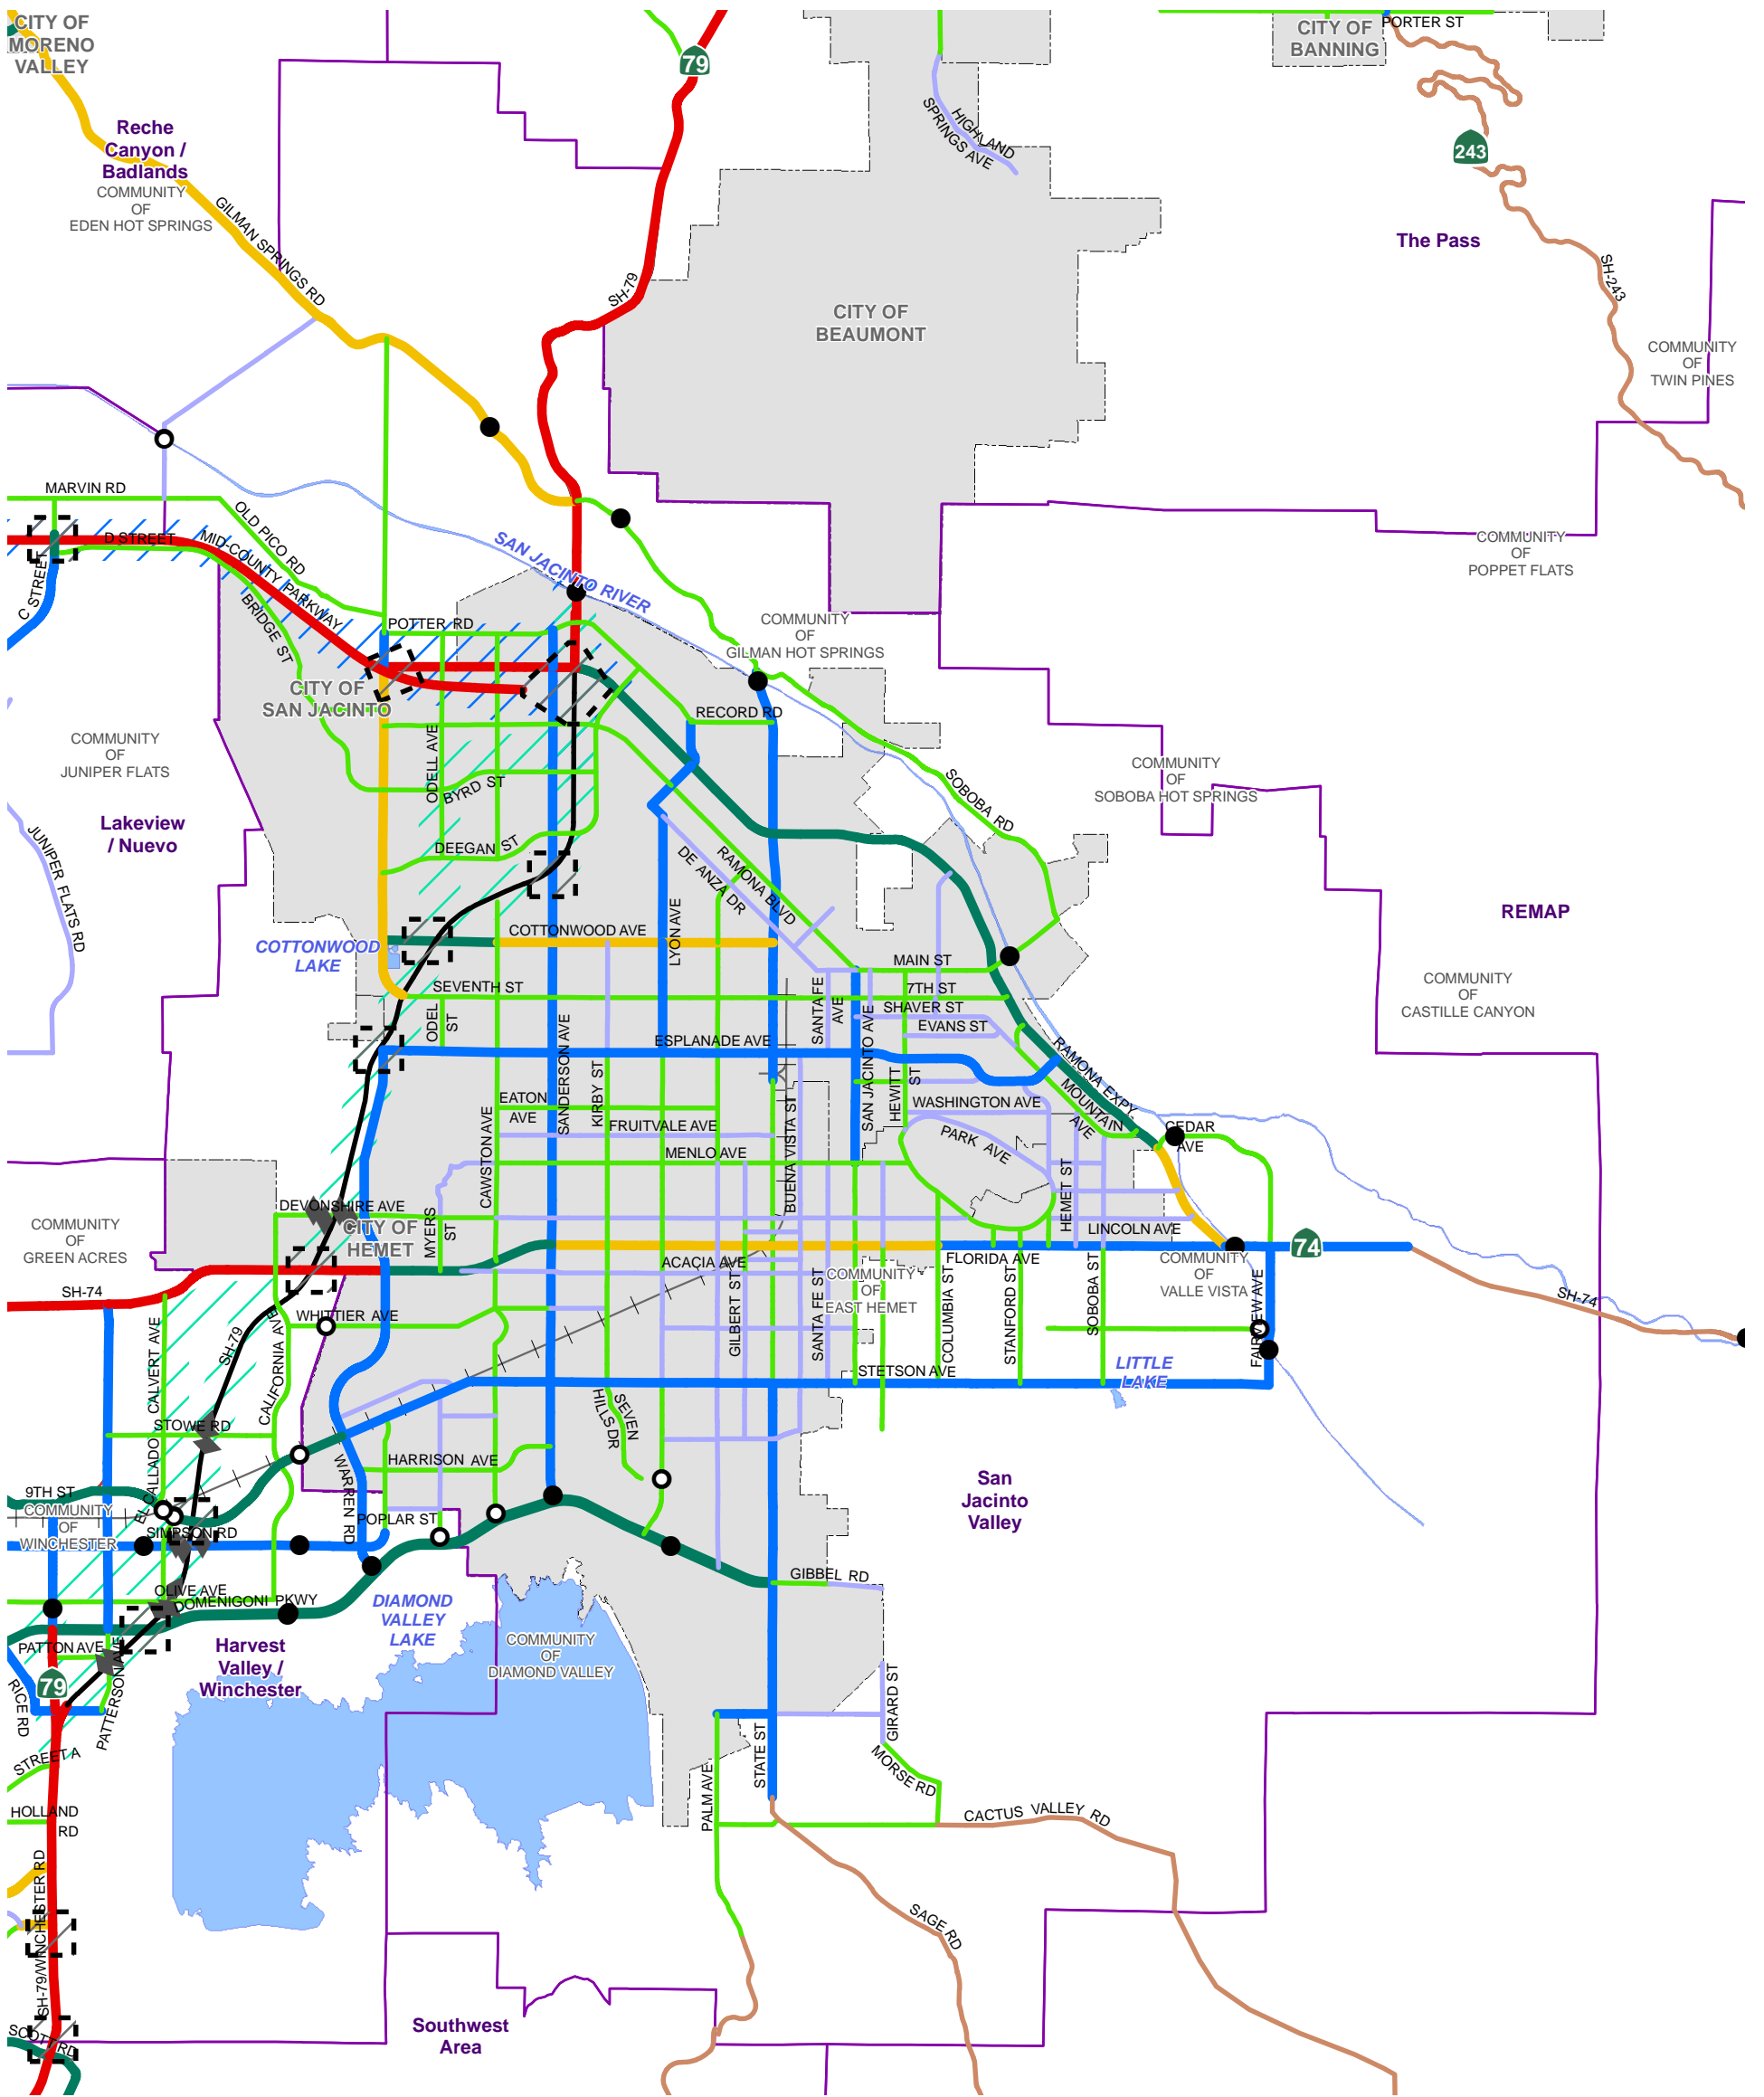 CITY OF
MORENO
VALLEY
79
CITY OF
BANNING
PORTER ST
HIGHLAND
SPRINGS AVE
243
Reche
Canyon /
Badlands
COMMUNITY
OF
EDEN HOT SPRINGS
GILMAN SPRINGS RD
The Pass
SH-243
SH-79
CITY OF
BEAUMONT
COMMUNITY
OF
TWIN PINES
MARVIN RD
OLD PICO RD
D STREET
MID-COUNTY PARKWAY
C STREET
BRIDGE ST
SAN JACINTO RIVER
COMMUNITY
OF
POPPET FLATS
POTTER RD
COMMUNITY
OF
GILMAN HOT SPRINGS
CITY OF
SAN JACINTO
RECORD RD
COMMUNITY
OF
JUNIPER FLATS
ODELL AVE
BYRD ST
COMMUNITY
OF
SOBOBA HOT SPRINGS
SOBOBA RD
Lakeview
/ Nuevo
JUNIPER FLATS RD
DEEGAN ST
DE ANZA DR
RAMONA BLVD
REMAP
COTTONWOOD
LAKE
COTTONWOOD AVE
LYON AVE
MAIN ST
SEVENTH ST
7TH ST
SHAVER ST
EVANS ST
COMMUNITY
OF
CASTILLE CANYON
ODEL
ST
SANTA FE
AVE
SAN JACINTO AVE
ESPLANADE AVE
SANDERSON AVE
KIRBY ST
HEWITT
ST
RAMONA EXPY
MOUNTAIN
AVE
EATON
AVE
CAWSTON AVE
FRUITVALE AVE
WASHINGTON AVE
PARK AVE
CEDAR
AVE
MENLO AVE
BUENA VISTA ST
HEMET ST
DEVONSHIRE AVE
CITY OF
HEMET
MYERS
ST
COMMUNITY
OF
GREEN ACRES
LINCOLN AVE
74
FLORIDA AVE
ACACIA AVE
COMMUNITY
OF
EAST HEMET
COMMUNITY
OF
VALLE VISTA
SH-74
SH-74
WHITTIER AVE
SH-79
CALVERT AVE
CALIFORNIA AVE
GILBERT ST
SANTA FE ST
COLUMBIA ST
STANFORD ST
SOBOBA ST
FAIRVIEW AVE
STETSON AVE
LITTLE
LAKE
STOWE RD
SEVEN
HILLS DR
EL CALLADO
HARRISON AVE
WARREN RD
9TH ST
COMMUNITY
OF
WINCHESTER
SIMPSON RD
POPLAR ST
San
Jacinto
Valley
OLIVE AVE
DOMENIGONI PKWY
GIBBEL RD
DIAMOND
VALLEY
LAKE
COMMUNITY
OF
DIAMOND VALLEY
PATTON AVE
Harvest
Valley /
Winchester
79
RICE RD
PATTERSON AVE
GIRARD ST
STREET A
STATE ST
PALM AVE
MORSE RD
HOLLAND
RD
CACTUS VALLEY RD
SH-79/WINCHESTER RD
SAGE RD
SCOTT RD
Southwest
Area